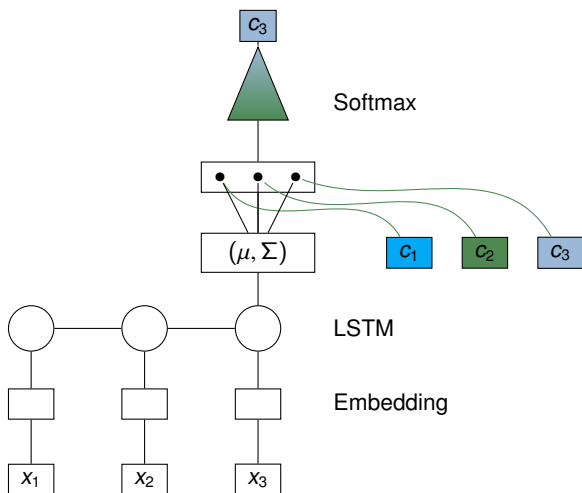 c₃
Softmax
(μ, Σ)
c₁ c₂ c₃
LSTM
Embedding
x₁ x₂ x₃